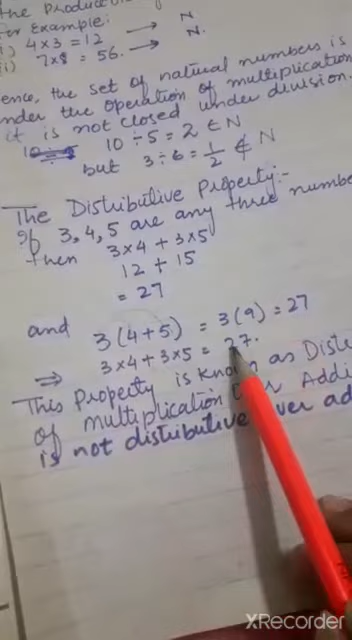 the Product
For Example:
i) 4×3 = 12 → N
ii) 7×8 = 56. → N.
ence, the set of natural numbers is
nder the operation of multiplication
it is not closed under division.
10 ÷ 5 = 2 ∈ N
but 3÷6 = 1/2 ∉ N
The Distributive Property:-
If 3, 4, 5 are any three numbe
then 3×4 + 3×5
12 + 15
= 27
and 3(4+5) = 3(9) = 27
⇒ 3×4 + 3×5 = 27.
This Property is Known as Distr
of multiplication Over Addi
is not distributive over ad
XRecorder